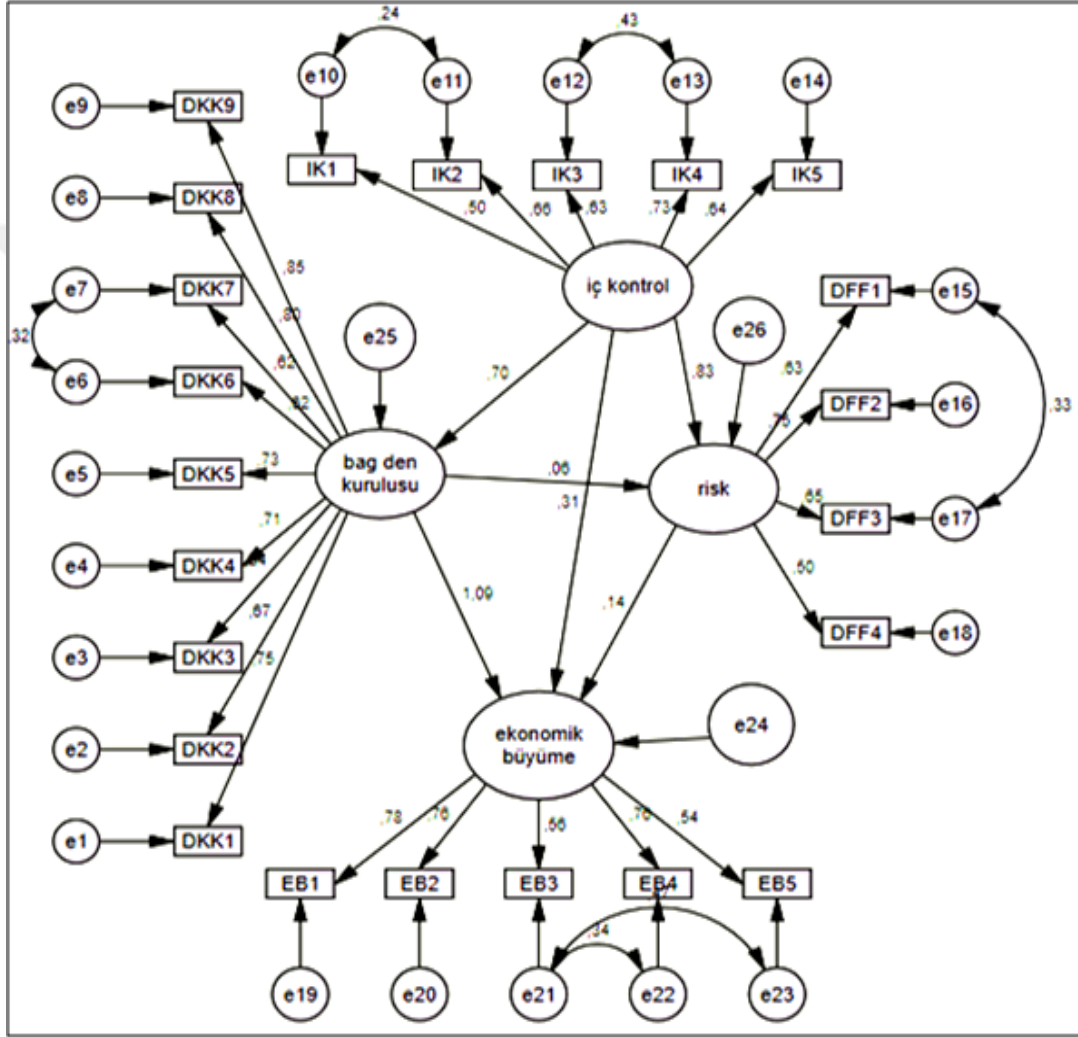 ,24
,43
e10
e11
e12
e13
e14
e9
DKK9
IK1
IK2
IK3
IK4
IK5
e8
DKK8
,50
,66
,63
,73
,64
e7
DKK7
,85
,80
iç kontrol
DFF1
e15
,32
e25
e26
e6
DKK6
,62
,70
,83
,63
DFF2
e16
,33
e5
DKK5
,73
bag den
kurulusu
,06
risk
,75
,65
DFF3
e17
e4
DKK4
,71
,31
,50
e3
DKK3
,67
1,09
,14
DFF4
e18
,75
e2
DKK2
ekonomik
büyüme
e24
e1
DKK1
,78
,76
,54
EB1
EB2
EB3
EB4
EB5
,34
e19
e20
e21
e22
e23